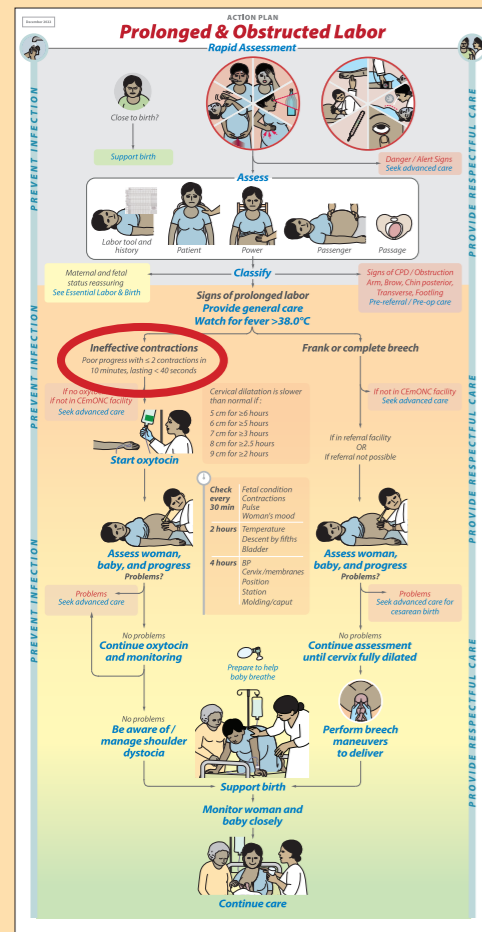 December 2022
ACTION PLAN
Prolonged & Obstructed Labor
Rapid Assessment
PREVENT INFECTION
PROVIDE RESPECTFUL CARE
Close to birth?
Support birth
Danger / Alert Signs
Seek advanced care
Assess
Labor tool and
history
Patient
Power
Passenger
Passage
Maternal and fetal
status reassuring
See Essential Labor & Birth
Classify
Signs of CPD / Obstruction
Arm, Brow, Chin posterior,
Transverse, Footling
Pre-referral / Pre-op care
Signs of prolonged labor
Provide general care
Watch for fever >38.0°C
PREVENT INFECTION
PROVIDE RESPECTFUL CARE
Ineffective contractions
Poor progress with ≤ 2 contractions in
10 minutes, lasting < 40 seconds
Frank or complete breech
If no oxytoc
if not in CEmONC facility
Seek advanced care
Start oxytocin
Cervical dilatation is slower
than normal if :
5 cm for ≥6 hours
6 cm for ≥5 hours
7 cm for ≥3 hours
8 cm for ≥2.5 hours
9 cm for ≥2 hours
If not in CEmONC facility
Seek advanced care
If in referral facility
OR
If referral not possible
Check every 30 min
Fetal condition
Contractions
Pulse
Woman's mood
2 hours
Temperature
Descent by fifths
Bladder
4 hours
BP
Cervix/membranes
Position
Station
Molding/caput
Assess woman,
baby, and progress
Problems?
Assess woman,
baby, and progress
Problems?
PREVENT INFECTION
PROVIDE RESPECTFUL CARE
Problems
Seek advanced care
Problems
Seek advanced care for
cesarean birth
No problems
Continue oxytocin
and monitoring
No problems
Continue assessment
until cervix fully dilated
Prepare to help
baby breathe
No problems
Be aware of /
manage shoulder
dystocia
Perform breech
maneuvers
to deliver
PROVIDE RESPECTFUL CARE
Support birth
Monitor woman and
baby closely
Continue care